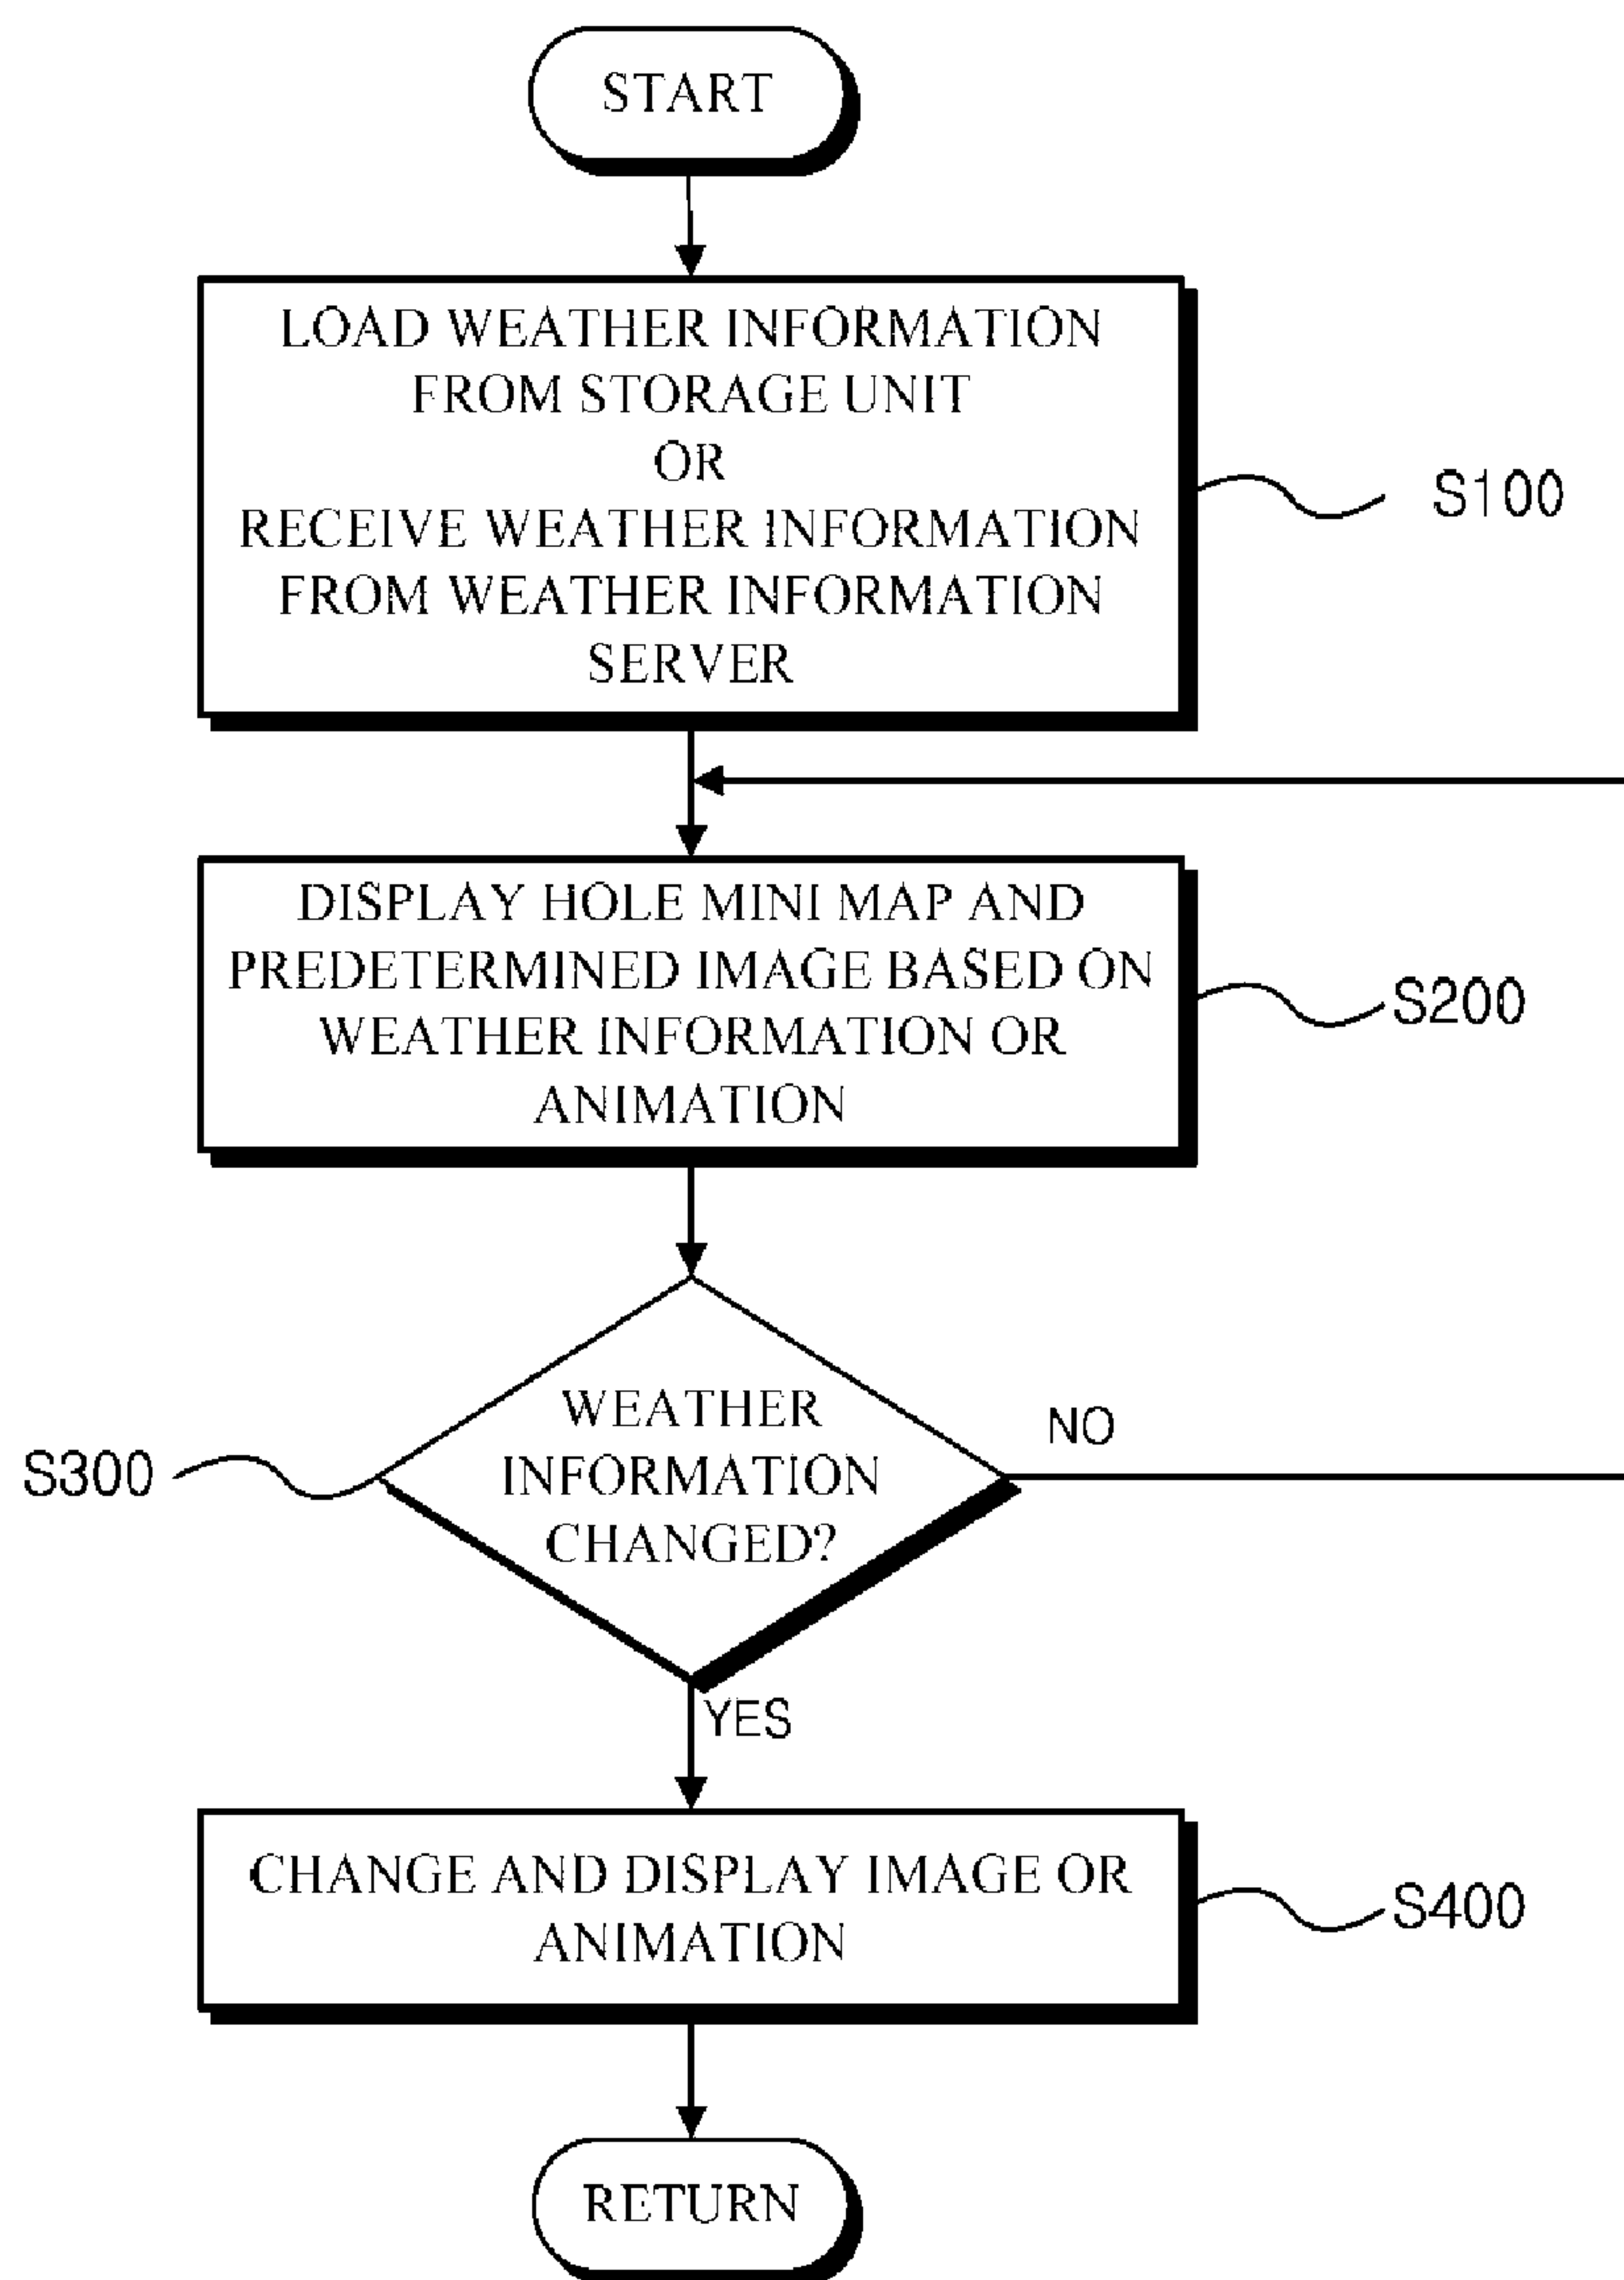 START
LOAD WEATHER INFORMATION
FROM STORAGE UNIT
OR
RECEIVE WEATHER INFORMATION
FROM WEATHER INFORMATION
SERVER
S100
DISPLAY HOLE MINI MAP AND
PREDETERMINED IMAGE BASED ON
WEATHER INFORMATION OR
ANIMATION
S200
WEATHER
INFORMATION
CHANGED?
S300
NO
YES
CHANGE AND DISPLAY IMAGE OR
ANIMATION
S400
RETURN